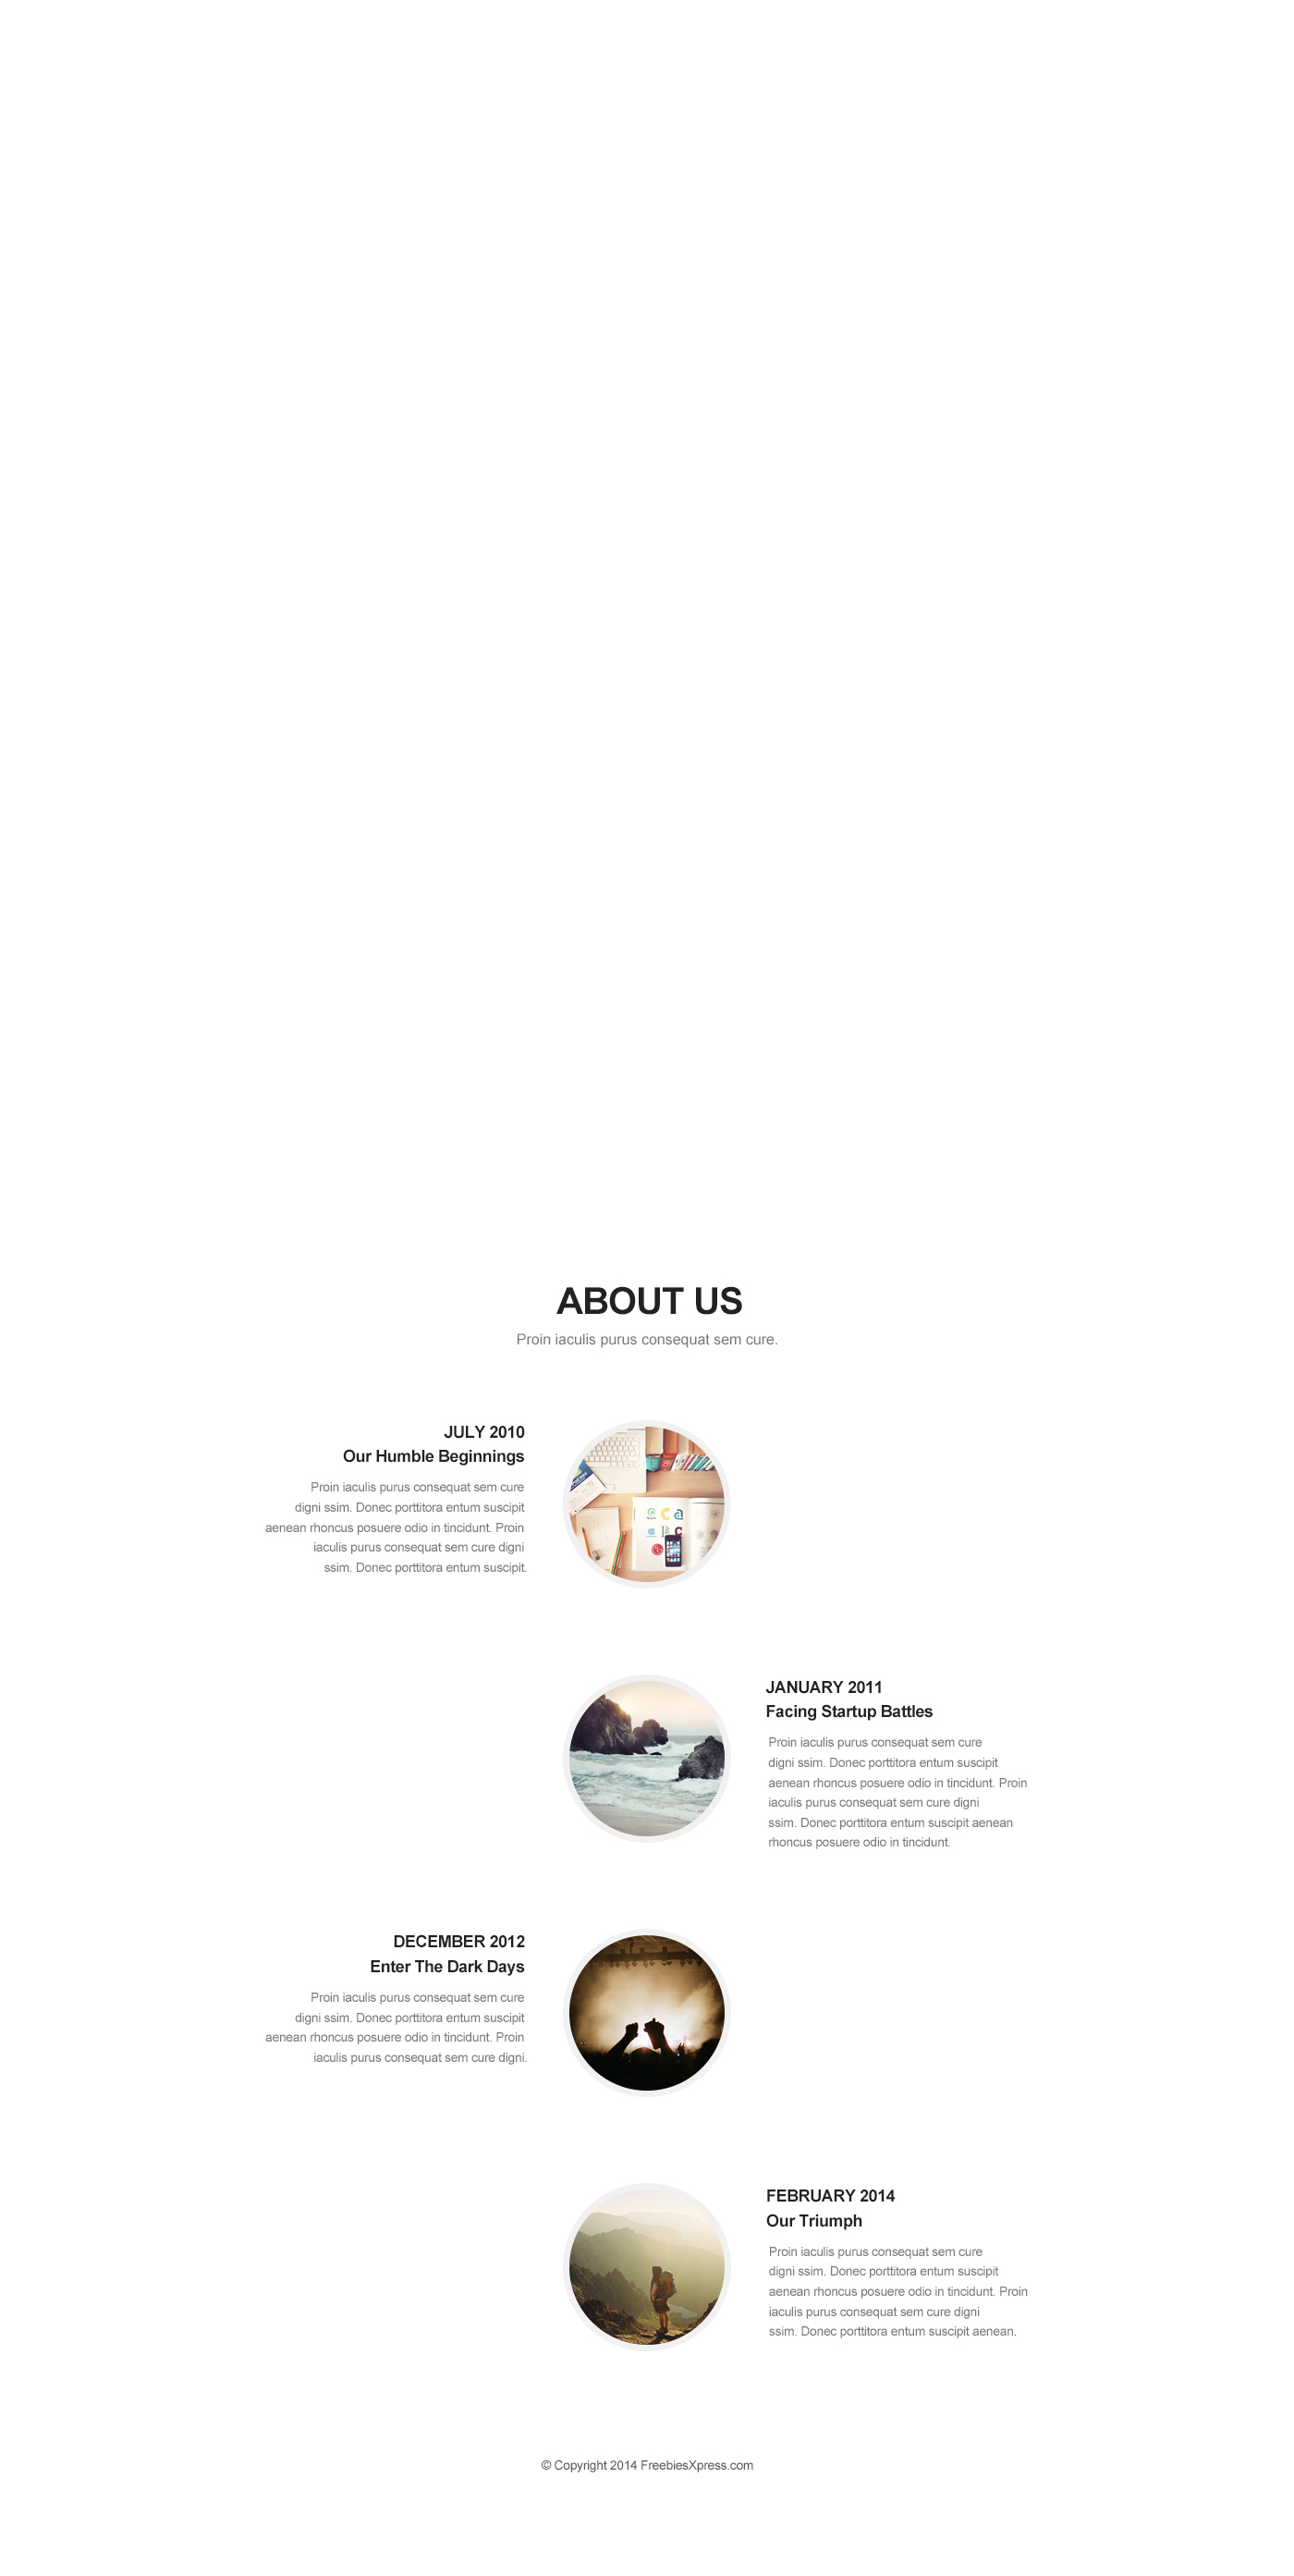 ABOUT US
Proin iaculis purus consequat sem cure.
JULY 2010
Our Humble Beginnings
Proin iaculis purus consequat sem cure
digni ssim. Donec porttitora entum suscipit
aenean rhoncus posuere odio in tincidunt. Proin
iaculis purus consequat sem cure digni
ssim. Donec porttitora entum suscipit.
JANUARY 2011
Facing Startup Battles
Proin iaculis purus consequat sem cure
digni ssim. Donec porttitora entum suscipit
aenean rhoncus posuere odio in tincidunt. Proin
iaculis purus consequat sem cure digni
ssim. Donec porttitora entum suscipit aenean
rhoncus posuere odio in tincidunt.
DECEMBER 2012
Enter The Dark Days
Proin iaculis purus consequat sem cure
digni ssim. Donec porttitora entum suscipit
aenean rhoncus posuere odio in tincidunt. Proin
iaculis purus consequat sem cure digni.
FEBRUARY 2014
Our Triumph
Proin iaculis purus consequat sem cure
digni ssim. Donec porttitora entum suscipit
aenean rhoncus posuere odio in tincidunt. Proin
iaculis purus consequat sem cure digni
ssim. Donec porttitora entum suscipit aenean.
© Copyright 2014 FreebiesXpress.com